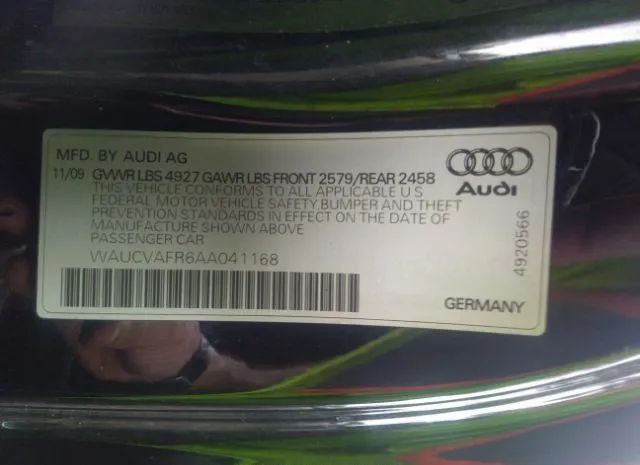 MFD. BY AUDI AG
11/09 GVWR LBS 4927 GAWR LBS FRONT 2579/REAR 2458
THIS VEHICLE CONFORMS TO ALL APPLICABLE U.S
FEDERAL MOTOR VEHICLE SAFETY,BUMPER AND THEFT
PREVENTION STANDARDS IN EFFECT ON THE DATE OF
MANUFACTURE SHOWN ABOVE
PASSENGER CAR
WAUCVAFR6AA041168
Audi
4920566
GERMANY